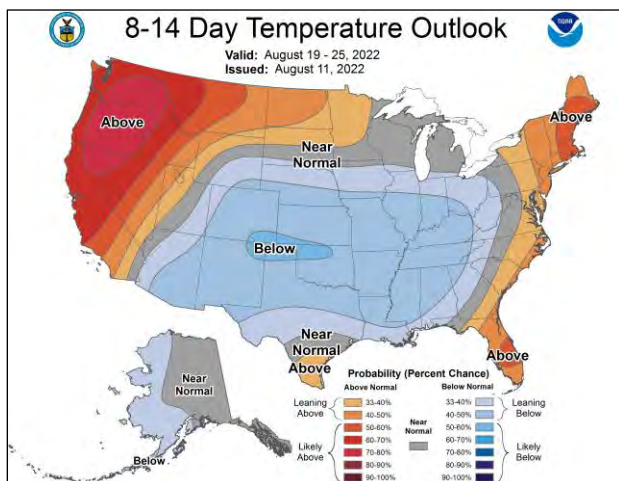 8-14 Day Temperature Outlook
Valid: August 19 - 25, 2022
Issued: August 11, 2022
NOAA
Above
Near
Normal
Above
Below
Near
Normal
Above
Above
Near
Normal
Below
Probability (Percent Chance)
Above Normal
Below Normal
Leaning
Above
33-40%
40-50%
Near
Normal
33-40%
40-50%
Leaning
Below
Likely
Above
50-60%
60-70%
70-80%
80-90%
90-100%
50-60%
60-70%
70-80%
80-90%
90-100%
Likely
Below